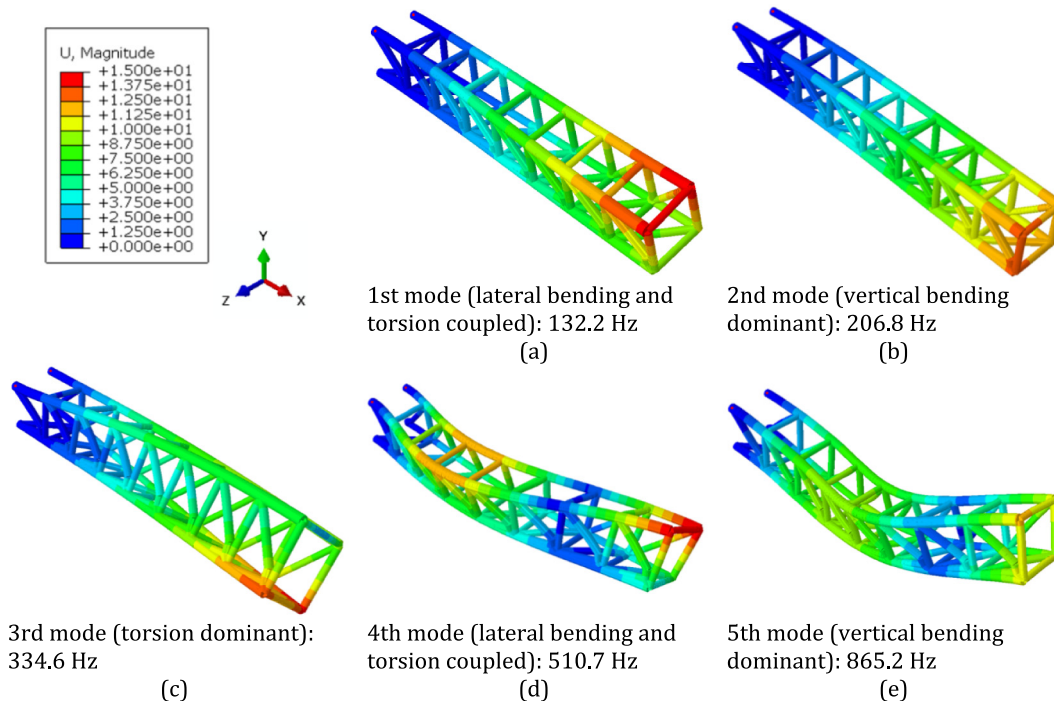 U, Magnitude
+1.500e+01
+1.375e+01
+1.250e+01
+1.125e+01
+1.000e+01
+8.750e+00
+7.500e+00
+6.250e+00
+5.000e+00
+3.750e+00
+2.500e+00
+1.250e+00
+0.000e+00
Y
Z
X
1st mode (lateral bending and
torsion coupled): 132.2 Hz
(a)
2nd mode (vertical bending
dominant): 206.8 Hz
(b)
3rd mode (torsion dominant):
334.6 Hz
(c)
4th mode (lateral bending and
torsion coupled): 510.7 Hz
(d)
5th mode (vertical bending
dominant): 865.2 Hz
(e)